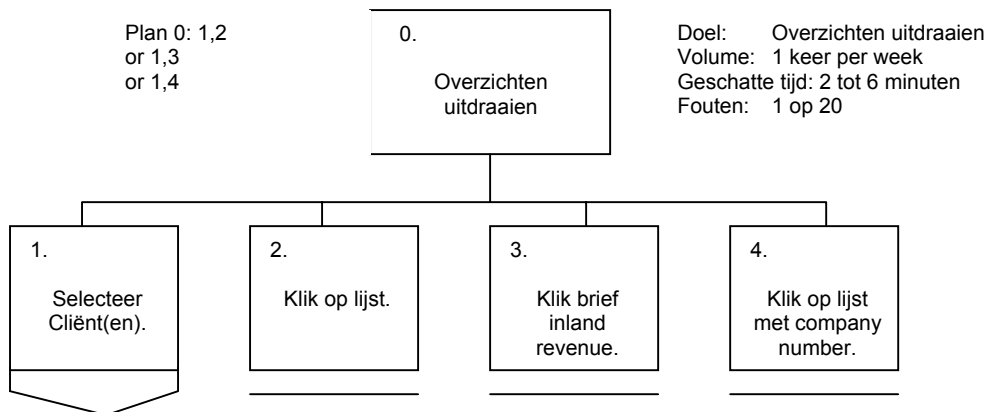 Plan 0: 1,2
or 1,3
or 1,4
0.
Overzichten
uitdraaien
Doel: Overzichten uitdraaien
Volume: 1 keer per week
Geschatte tijd: 2 tot 6 minuten
Fouten: 1 op 20
1.
Selecteer
Cliënt(en).
2.
Klik op lijst.
3.
Klik brief
inland
revenue.
4.
Klik op lijst
met company
number.